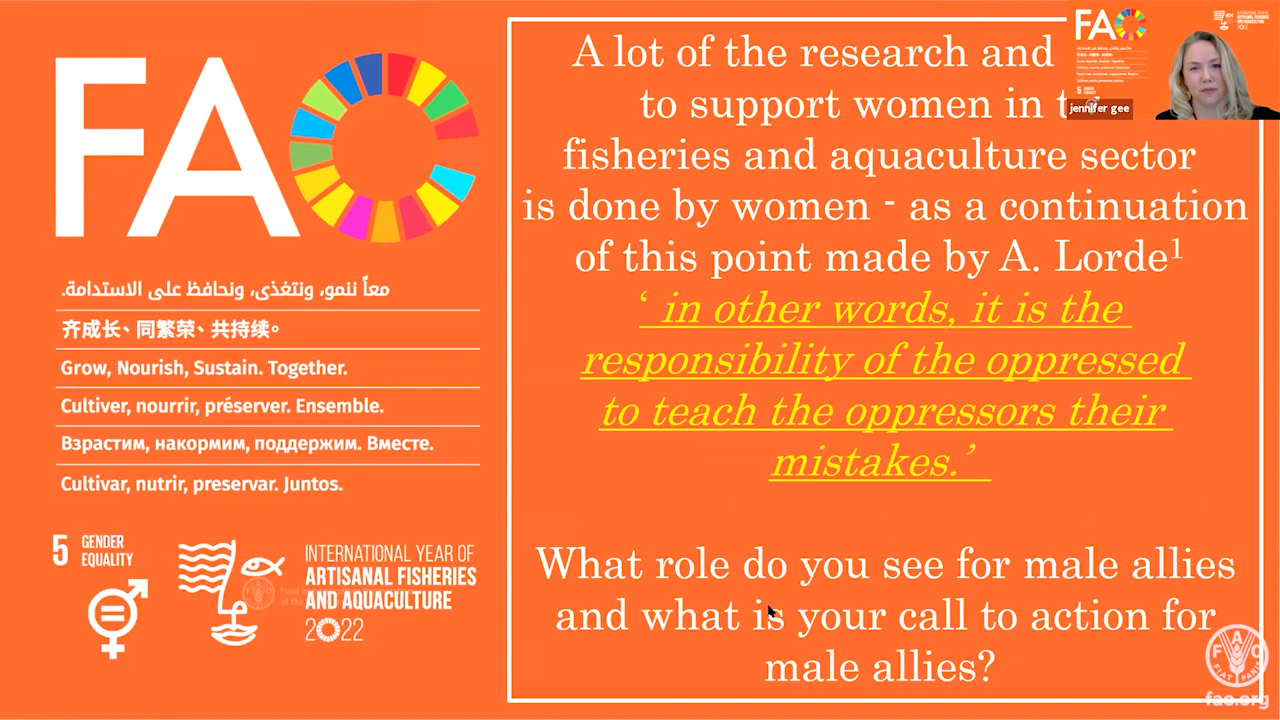 FAO
معاً ننمو، ونتغذى، ونحافظ على الاستدامة.
齐成长、同繁荣、共持续。
Grow, Nourish, Sustain. Together.
Cultiver, nourrir, préserver. Ensemble.
Взрастим, накормим, поддержим. Вместе.
Cultivar, nutrir, preservar. Juntos.
5 GENDER
EQUALITY
INTERNATIONAL YEAR OF
ARTISANAL FISHERIES
AND AQUACULTURE
2022
A lot of the research and
to support women in
fisheries and aquaculture sector
is done by women - as a continuation
of this point made by A. Lorde¹
‘ in other words, it is the
responsibility of the oppressed
to teach the oppressors their
mistakes.’
What role do you see for male allies
and what is your call to action for
male allies?
FAO
jennifer gee
FAO
FIAT PANIS
fao.org